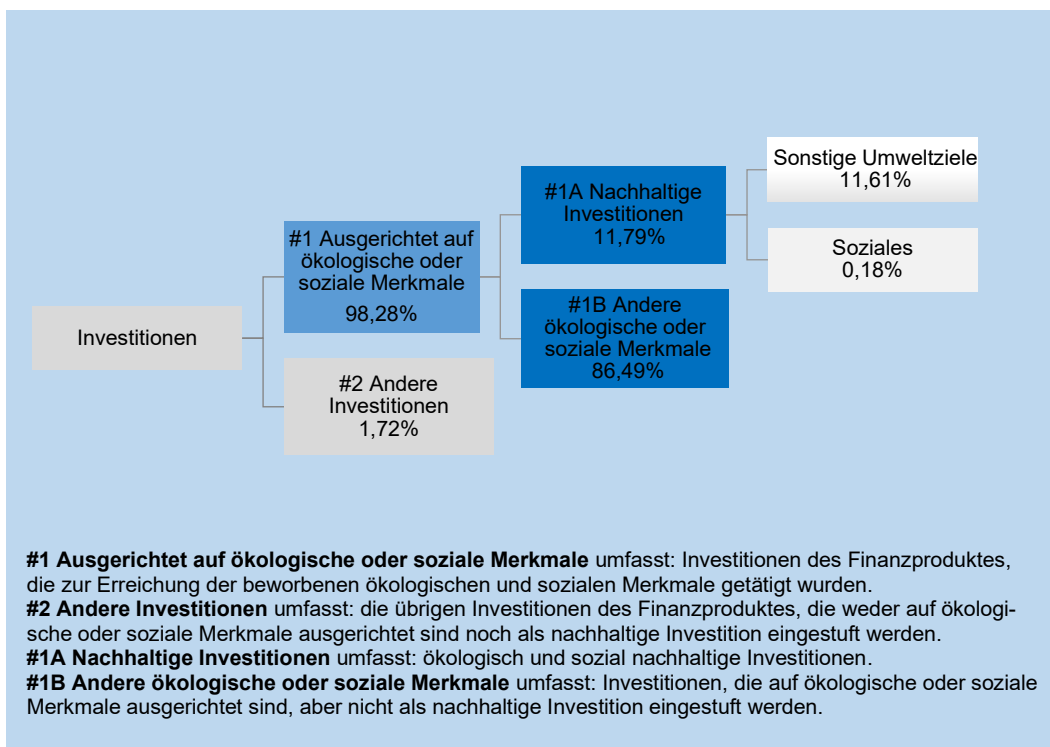 Investitionen
#1 Ausgerichtet auf
ökologische oder
soziale Merkmale
98,28%
#2 Andere
Investitionen
1,72%
#1A Nachhaltige
Investitionen
11,79%
#1B Andere
ökologische oder
soziale Merkmale
86,49%
Sonstige Umweltziele
11,61%
Soziales
0,18%
#1 Ausgerichtet auf ökologische oder soziale Merkmale umfasst: Investitionen des Finanzproduktes,
die zur Erreichung der beworbenen ökologischen und sozialen Merkmale getätigt wurden.
#2 Andere Investitionen umfasst: die übrigen Investitionen des Finanzproduktes, die weder auf ökologi-
sche oder soziale Merkmale ausgerichtet sind noch als nachhaltige Investition eingestuft werden.
#1A Nachhaltige Investitionen umfasst: ökologisch und sozial nachhaltige Investitionen.
#1B Andere ökologische oder soziale Merkmale umfasst: Investitionen, die auf ökologische oder soziale
Merkmale ausgerichtet sind, aber nicht als nachhaltige Investition eingestuft werden.